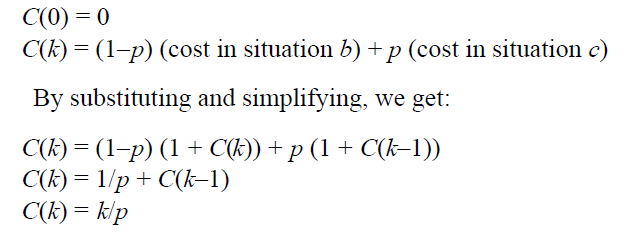 C(0) = 0
C(k) = (1–p) (cost in situation b) + p (cost in situation c)
By substituting and simplifying, we get:
C(k) = (1–p) (1 + C(k)) + p (1 + C(k–1))
C(k) = 1/p + C(k–1)
C(k) = k/p